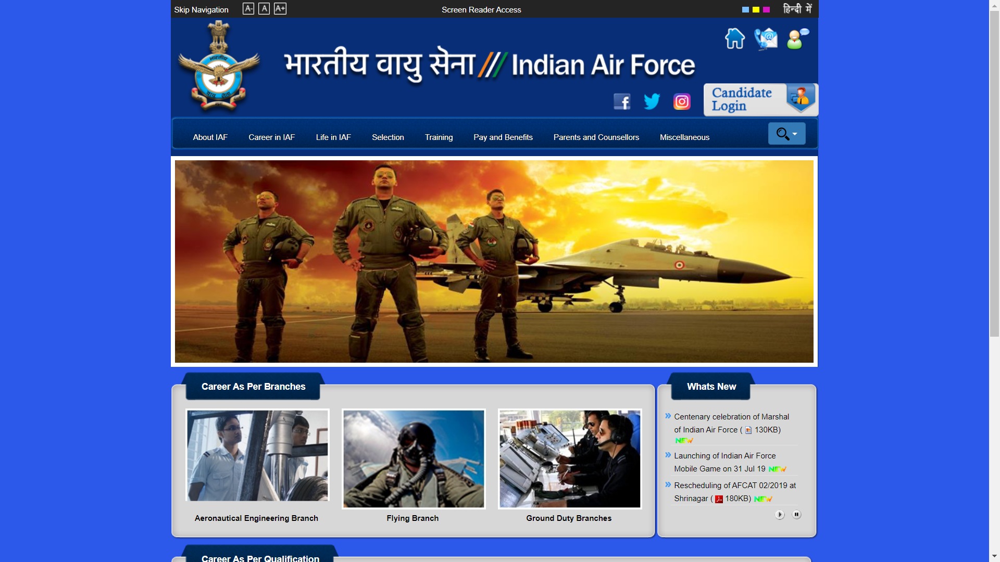 Skip Navigation A- A A+ Screen Reader Access हिन्दी में
भारतीय वायु सेना // Indian Air Force
भारतीय
वायु सेना
Candidate
Login
About IAF Career in IAF Life in IAF Selection Training Pay and Benefits Parents and Counsellors Miscellaneous
Career As Per Branches
Aeronautical Engineering Branch Flying Branch Ground Duty Branches
Whats New
Centenary celebration of Marshal
of Indian Air Force ( 130KB)
NEW
Launching of Indian Air Force
Mobile Game on 31 Jul 19 NEW
Rescheduling of AFCAT 02/2019 at
Shrinagar ( 180KB) NEW
Career As Per Qualification